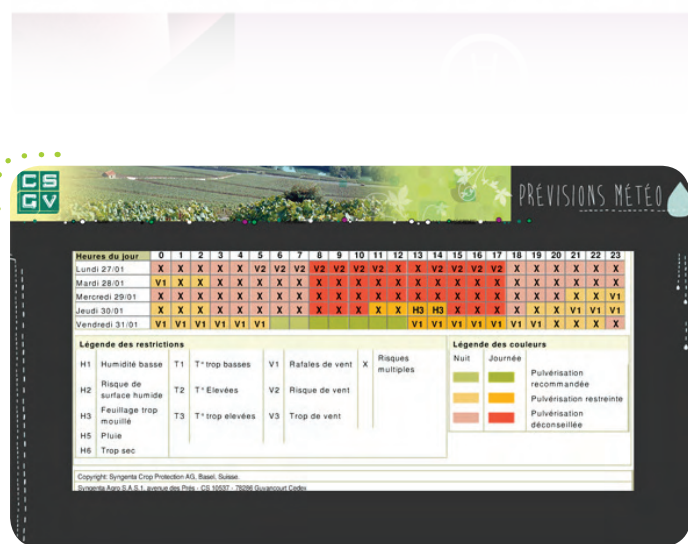 CS
GV
PRÉVISIONS MÉTÉO
Heures du jour 0 1 2 3 4 5 6 7 8 9 10 11 12 13 14 15 16 17 18 19 20 21 22 23
Lundi 27/01 X X X X X V2 V2 V2 V2 V2 V2 V2 X X V2 V2 V2 V2 X X X X X X
Mardi 28/01 V1 X X X X X X X X X X X X X X X X X X X X X X X
Mercredi 29/01 X X X X X X X X X X X X X X X X X X X X X X X V1
Jeudi 30/01 X X X X X X X X X X X X X H3 H3 X X X X X X V1 V1 V1
Vendredi 31/01 V1 V1 V1 V1 V1 V1 V1 V1 V1 V1 V1 V1 V1 X X X X
Légende des restrictions
H1 Humidité basse T1 T° trop basses V1 Rafales de vent X Risques multiples
H2 Risque de surface humide T2 T° Elevées V2 Risque de vent
H3 Feuillage trop mouillé T3 T° trop elevées V3 Trop de vent
H5 Pluie
H6 Trop sec
Légende des couleurs
Nuit Journée
Pulvérisation recommandée
Pulvérisation restreinte
Pulvérisation déconseillée
Copyright: Syngenta Crop Protection AG, Basel, Suisse.
Syngenta Agro S.A.S.1, avenue des Prés - CS 10537 - 78286 Guyancourt Cedex